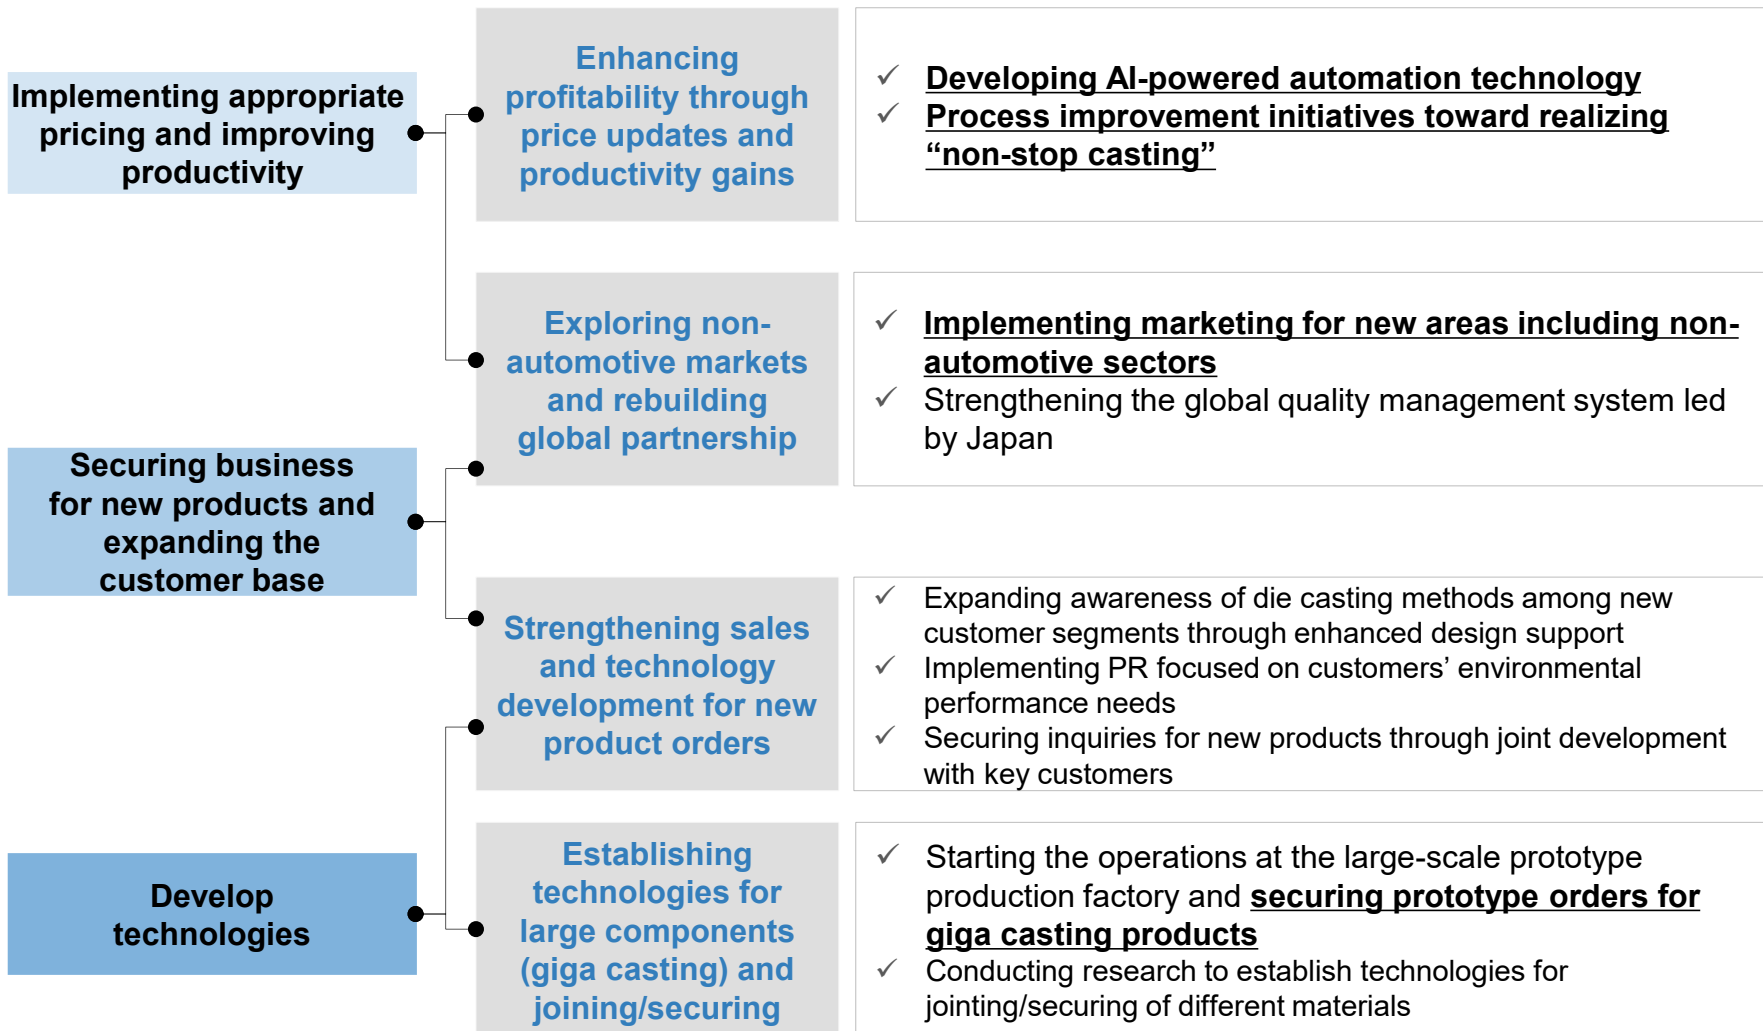 Implementing appropriate
pricing and improving
productivity
Enhancing
profitability through
price updates and
productivity gains
✓ Developing AI-powered automation technology
✓ Process improvement initiatives toward realizing
“non-stop casting”
Exploring non-
automotive markets
and rebuilding
global partnership
✓ Implementing marketing for new areas including non-
automotive sectors
✓ Strengthening the global quality management system led
by Japan
Securing business
for new products and
expanding the
customer base
Strengthening sales
and technology
development for new
product orders
✓ Expanding awareness of die casting methods among new
customer segments through enhanced design support
✓ Implementing PR focused on customers’ environmental
performance needs
✓ Securing inquiries for new products through joint development
with key customers
Develop
technologies
Establishing
technologies for
large components
(giga casting) and
joining/securing
✓ Starting the operations at the large-scale prototype
production factory and securing prototype orders for
giga casting products
✓ Conducting research to establish technologies for
jointing/securing of different materials